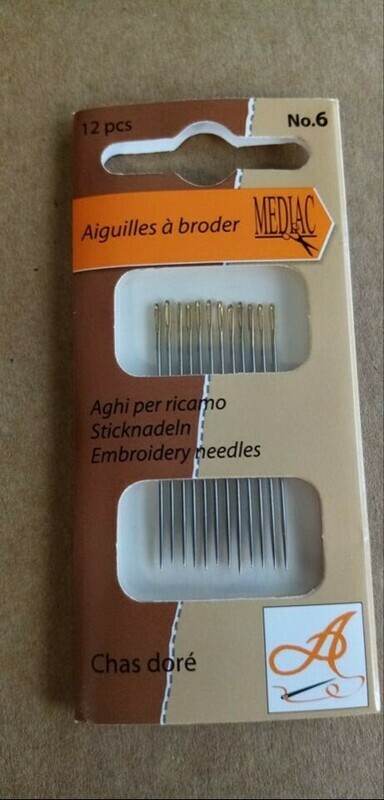 12 pcs
No.6
Aiguilles à broder
MEDIAC
Aghi per ricamo
Sticknadeln
Embroidery needles
Chas doré
A